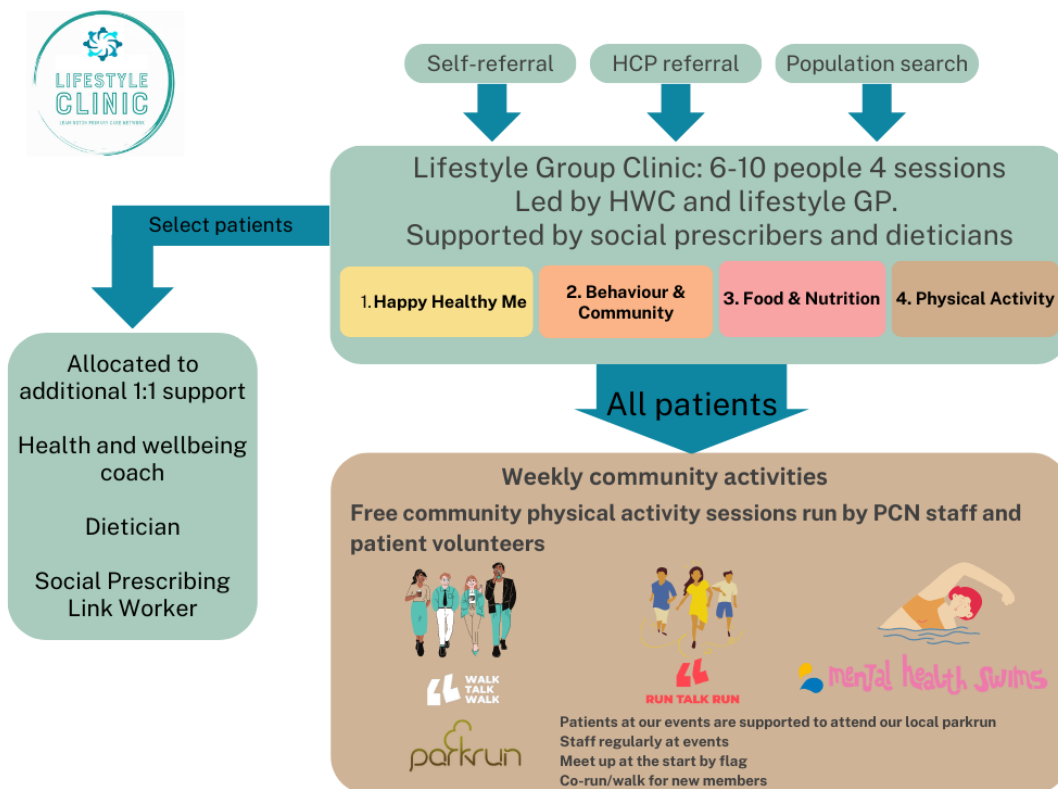 LIFESTYLE
CLINIC
LEAMINGTON PRIMARY CARE NETWORK
Self-referral
HCP referral
Population search
Lifestyle Group Clinic: 6-10 people 4 sessions
Led by HWC and lifestyle GP.
Supported by social prescribers and dieticians
1. Happy Healthy Me
2. Behaviour &
Community
3. Food & Nutrition
4. Physical Activity
Select patients
Allocated to
additional 1:1 support
Health and wellbeing
coach
Dietician
Social Prescribing
Link Worker
All patients
Weekly community activities
Free community physical activity sessions run by PCN staff and
patient volunteers
WALK
TALK
WALK
RUN TALK RUN
mental health swims
parkrun
Patients at our events are supported to attend our local parkrun
Staff regularly at events
Meet up at the start by flag
Co-run/walk for new members